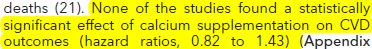 deaths (21). None of the studies found a statistically
significant effect of calcium supplementation on CVD
outcomes (hazard ratios, 0.82 to 1.43) (Appendix